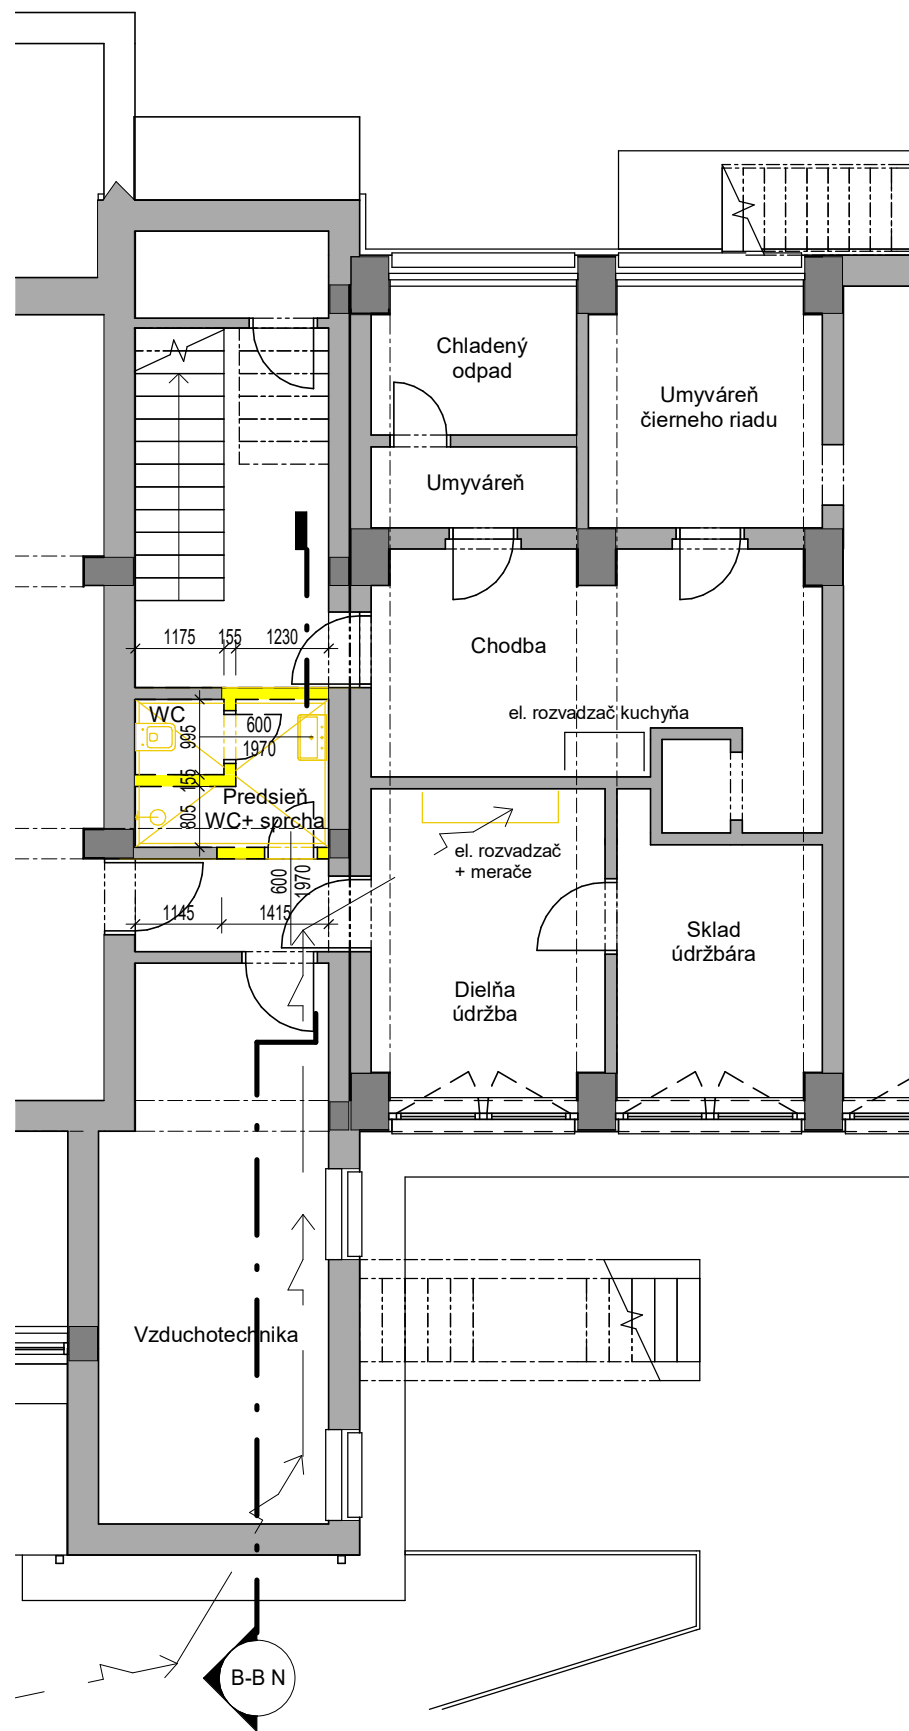 Chladený
odpad
Umyváreň
čierneho riadu
Umyváreň
1175
155
1230
Chodba
WC
995
600
1970
el. rozvadzač kuchyňa
155
805
Predsieň
WC+ sprcha
el. rozvadzač
+ merače
600
1970
1145
1415
Sklad
údržbára
Dielňa
údržba
Vzduchotechnika
B-B N